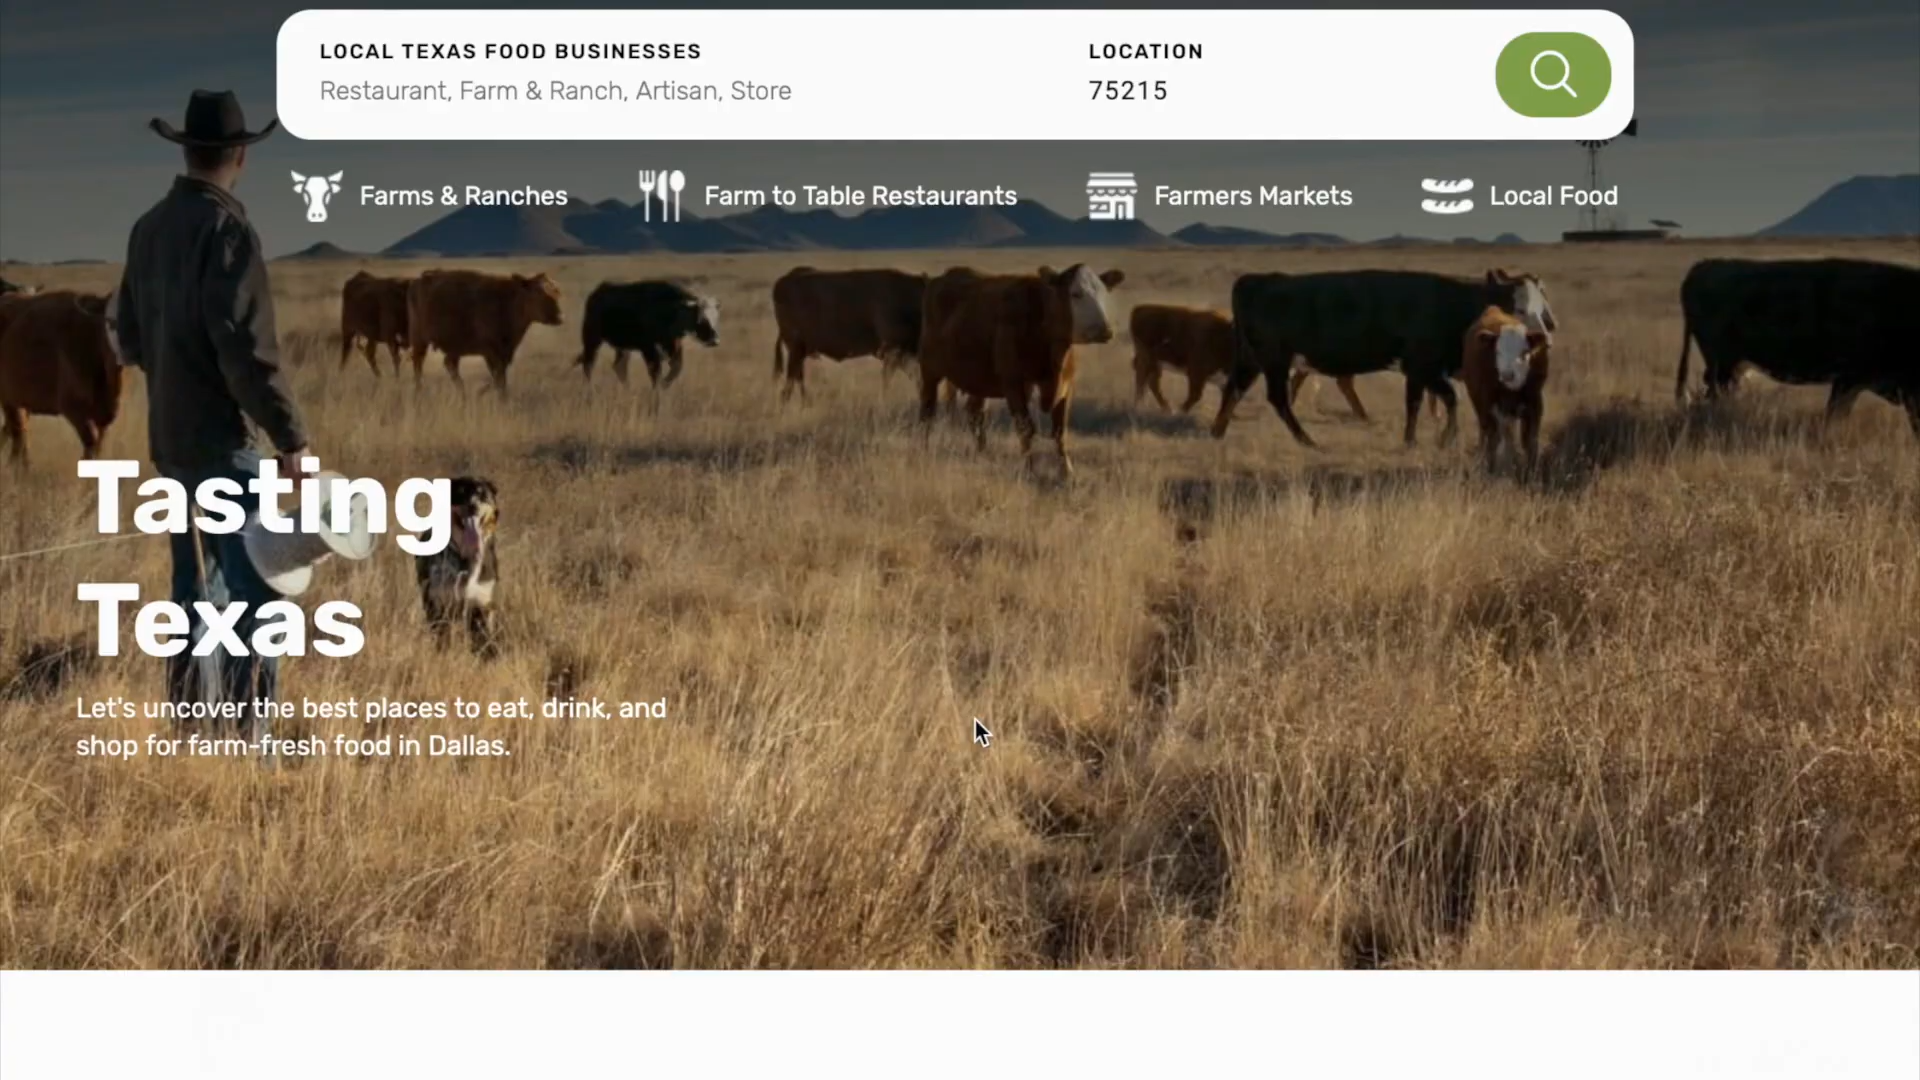 LOCAL TEXAS FOOD BUSINESSES
Restaurant, Farm & Ranch, Artisan, Store
LOCATION
75215
Farms & Ranches
Farm to Table Restaurants
Farmers Markets
Local Food
Tasting
Texas
Let's uncover the best places to eat, drink, and
shop for farm-fresh food in Dallas.